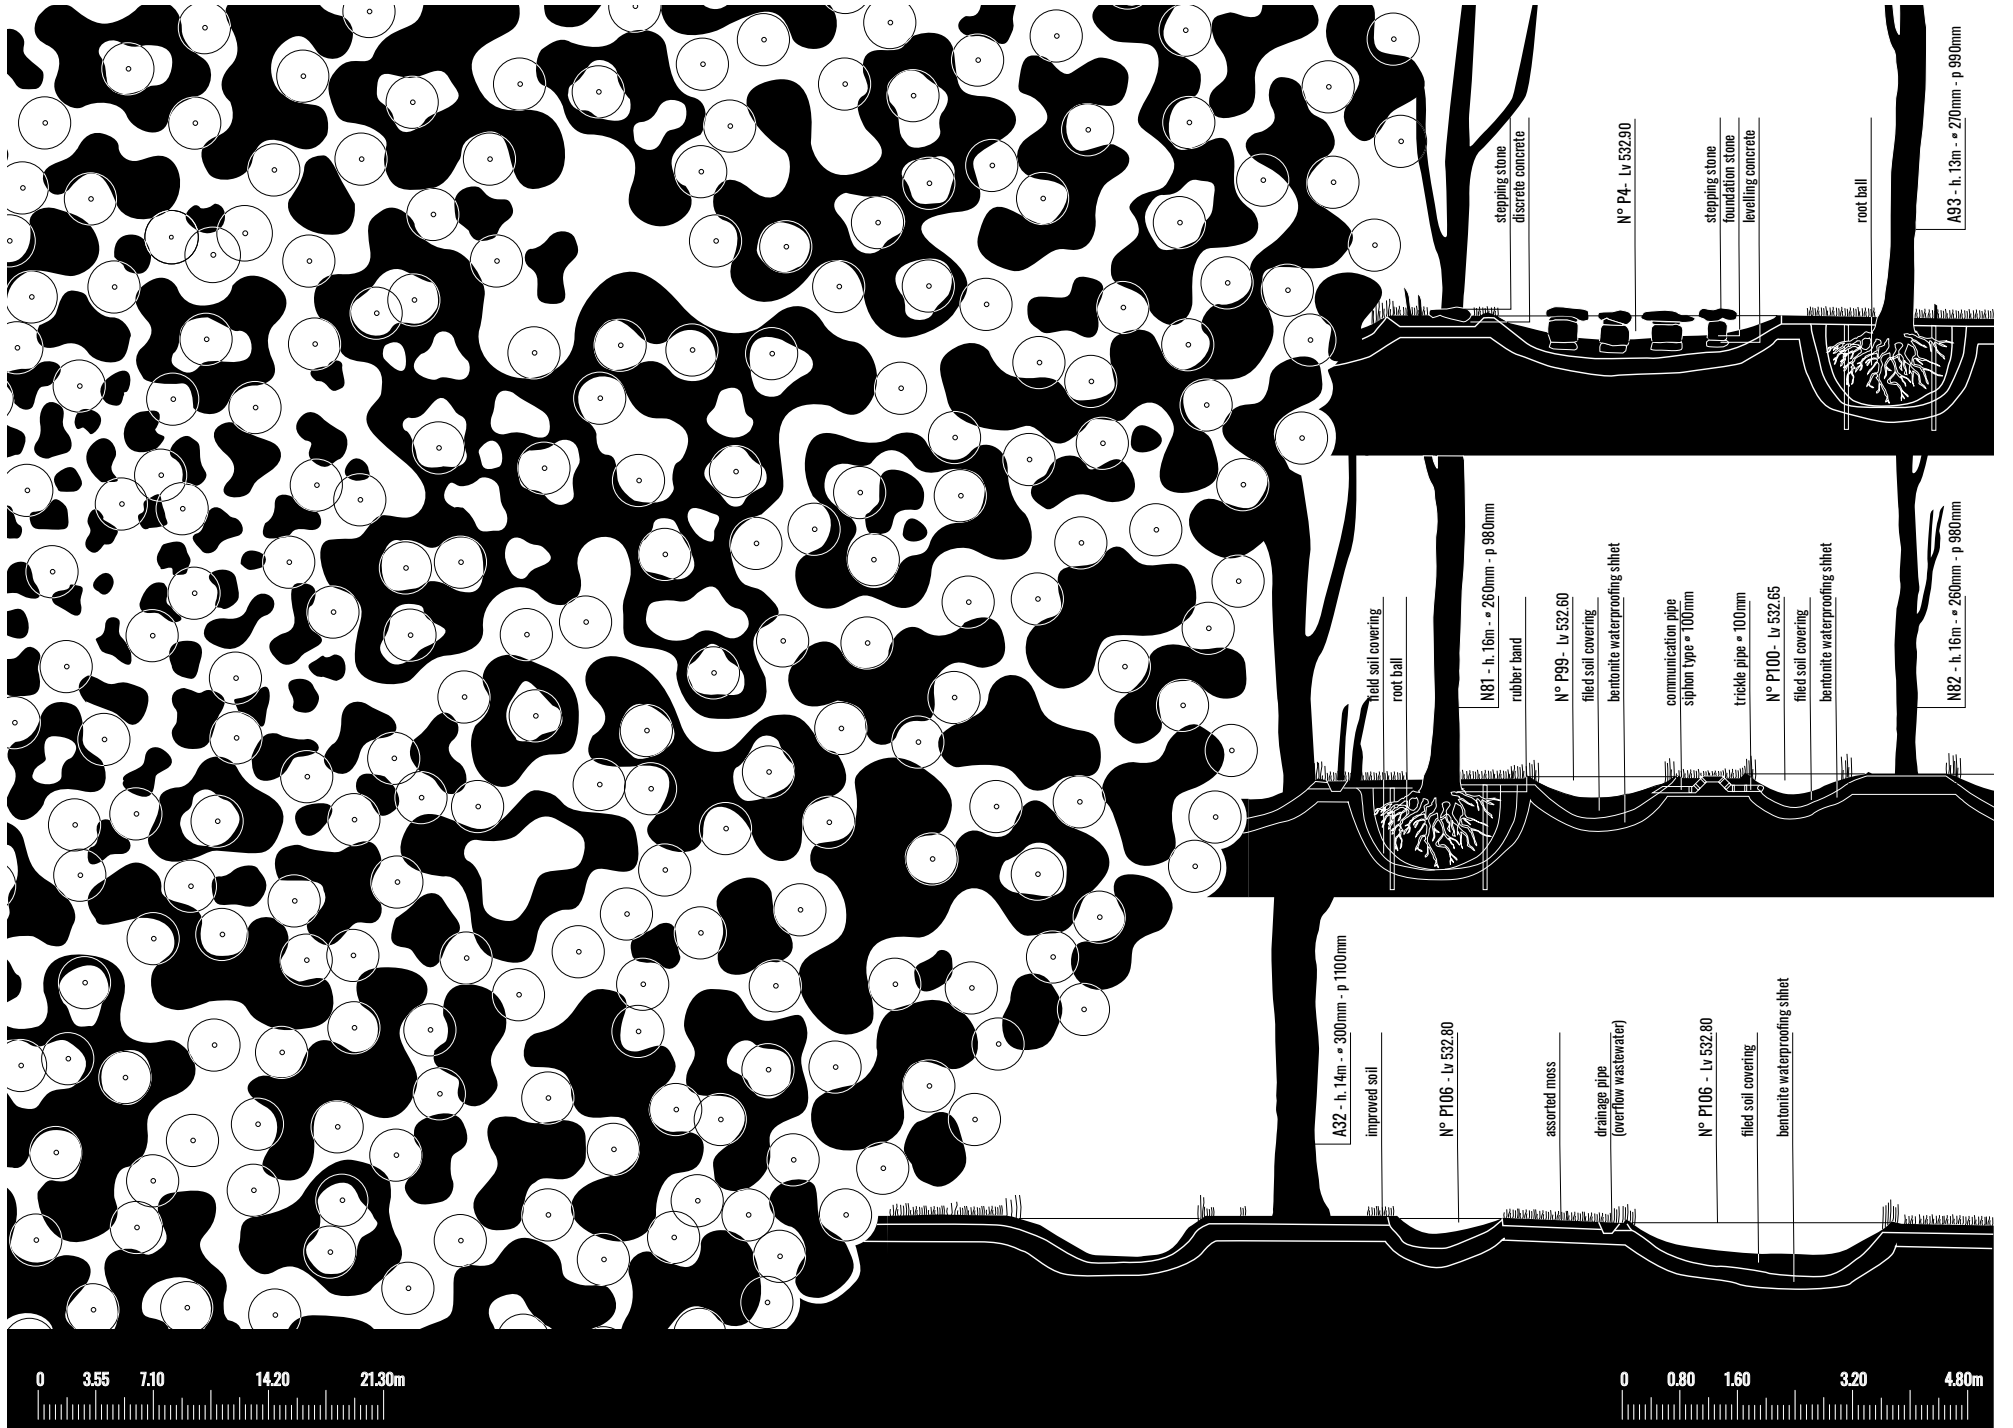 stepping stone
discrete concrete
N° P4- Lv 532.90
stepping stone
foundation stone
levelling concrete
root ball
A93 - h.13m - ø 270mm - p 990mm
field soil covering
root ball
N81 - h.16m - ø 260mm - p 980mm
rubber band
N° P99- Lv 532.60
filed soil covering
bentonite waterproofing shhet
communication pipe
siphon type ø 100mm
trickle pipe ø 100mm
N° P100- Lv 532.65
filed soil covering
bentonite waterproofing shhet
N82 - h.16m - ø 260mm - p 980mm
A32 - h. 14m - ø 300mm - p 1100mm
improved soil
N° P106 - Lv 532.80
assorted moss
drainage pipe
(overflow wastewater)
N° P106 - Lv 532.80
filed soil covering
bentonite waterproofing shhet
0 3.55 7.10 14.20 21.30m
0 0.80 1.60 3.20 4.80m